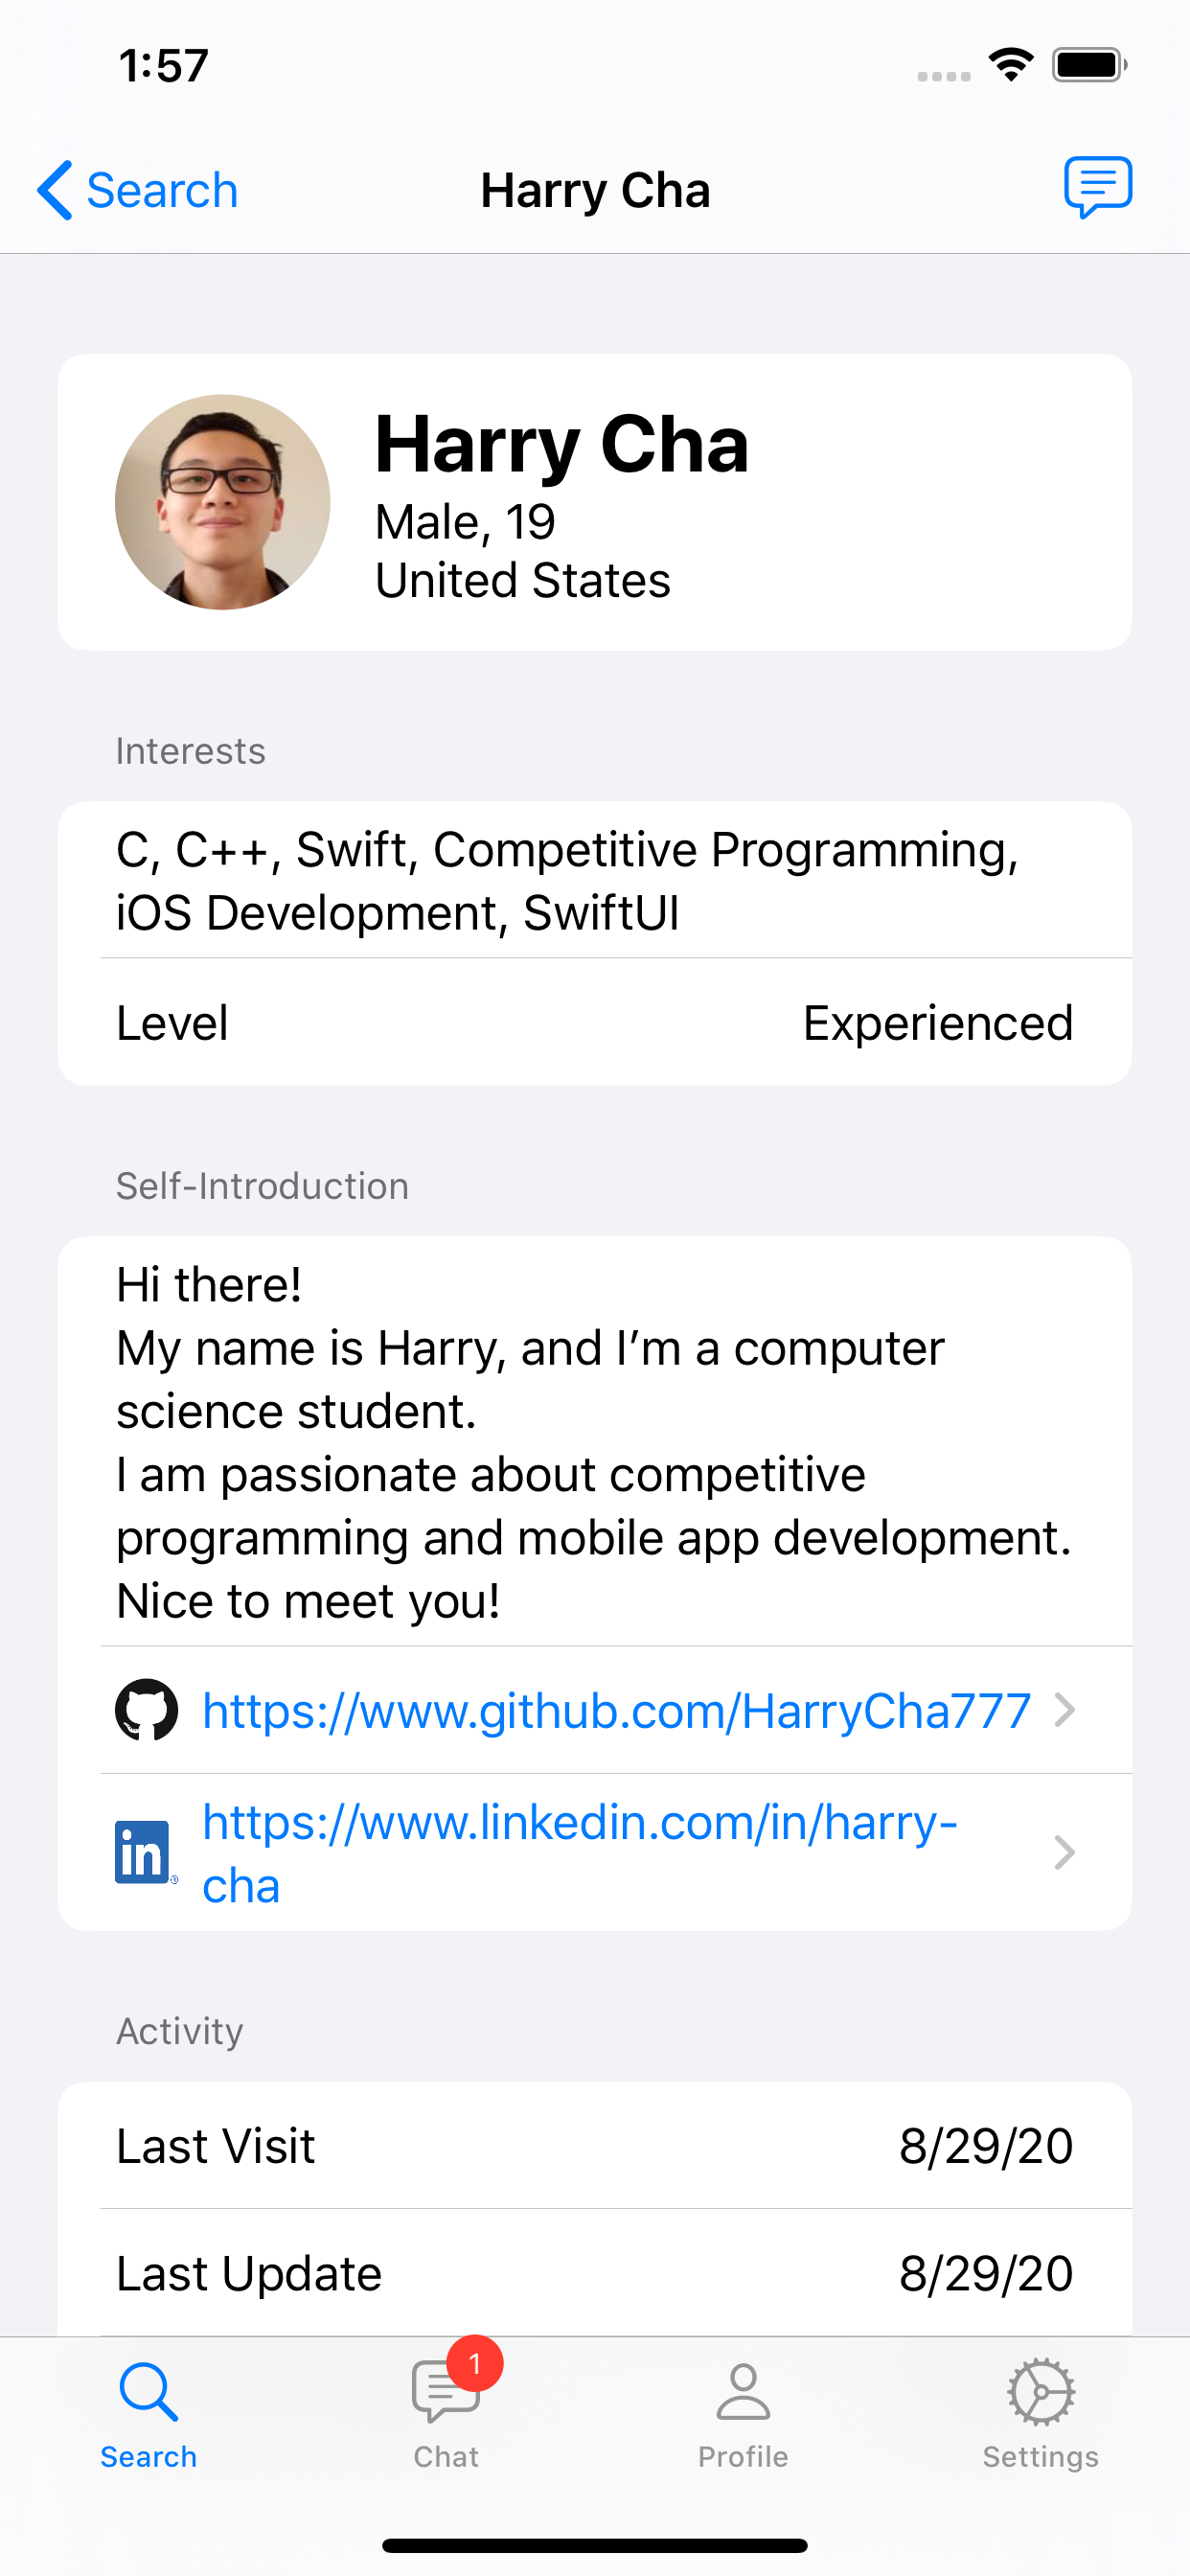 1:57
Search
Harry Cha
Harry Cha
Male, 19
United States
Interests
C, C++, Swift, Competitive Programming,
iOS Development, SwiftUI
Level Experienced
Self-Introduction
Hi there!
My name is Harry, and I’m a computer
science student.
I am passionate about competitive
programming and mobile app development.
Nice to meet you!
https://www.github.com/HarryCha777
in
https://www.linkedin.com/in/harry-
cha
Activity
Last Visit 8/29/20
Last Update 8/29/20
1
Search Chat Profile Settings